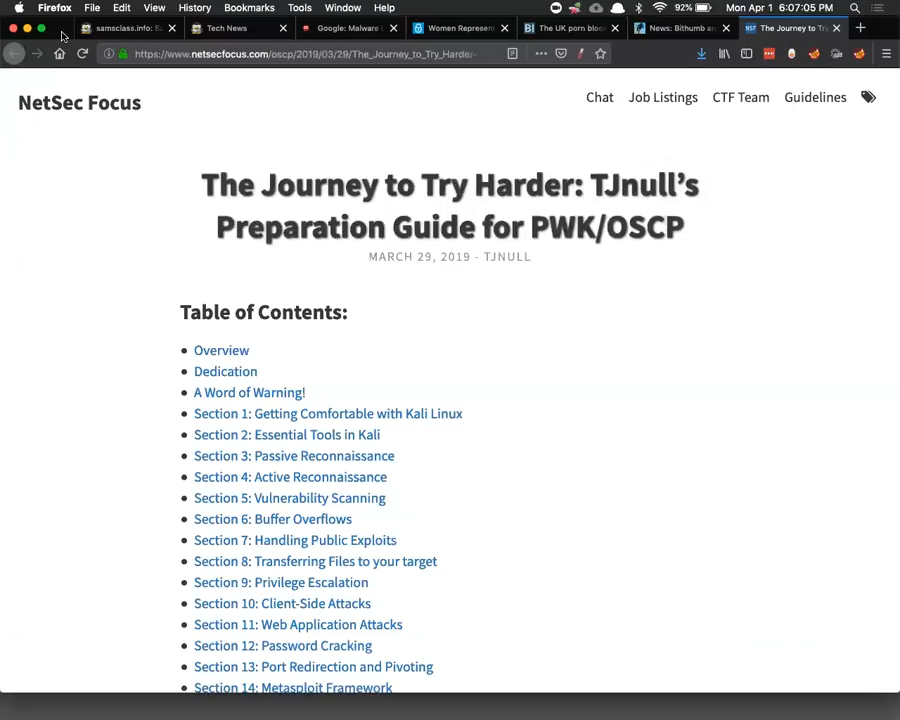 Firefox File Edit View History Bookmarks Tools Window Help 92% Mon Apr 1 6:07:05 PM
samsclass.info: Sa Tech News Google: Malware Women Represen The UK porn bloc News: Bithumb an The Journey to Try
https://www.netsecfocus.com/oscp/2019/03/29/The_Journey_to_Try_Harder-
NetSec Focus
Chat Job Listings CTF Team Guidelines
The Journey to Try Harder: TJnull’s
Preparation Guide for PWK/OSCP
MARCH 29, 2019 - TJNULL
Table of Contents:
Overview
Dedication
A Word of Warning!
Section 1: Getting Comfortable with Kali Linux
Section 2: Essential Tools in Kali
Section 3: Passive Reconnaissance
Section 4: Active Reconnaissance
Section 5: Vulnerability Scanning
Section 6: Buffer Overflows
Section 7: Handling Public Exploits
Section 8: Transferring Files to your target
Section 9: Privilege Escalation
Section 10: Client-Side Attacks
Section 11: Web Application Attacks
Section 12: Password Cracking
Section 13: Port Redirection and Pivoting
Section 14: Metasploit Framework